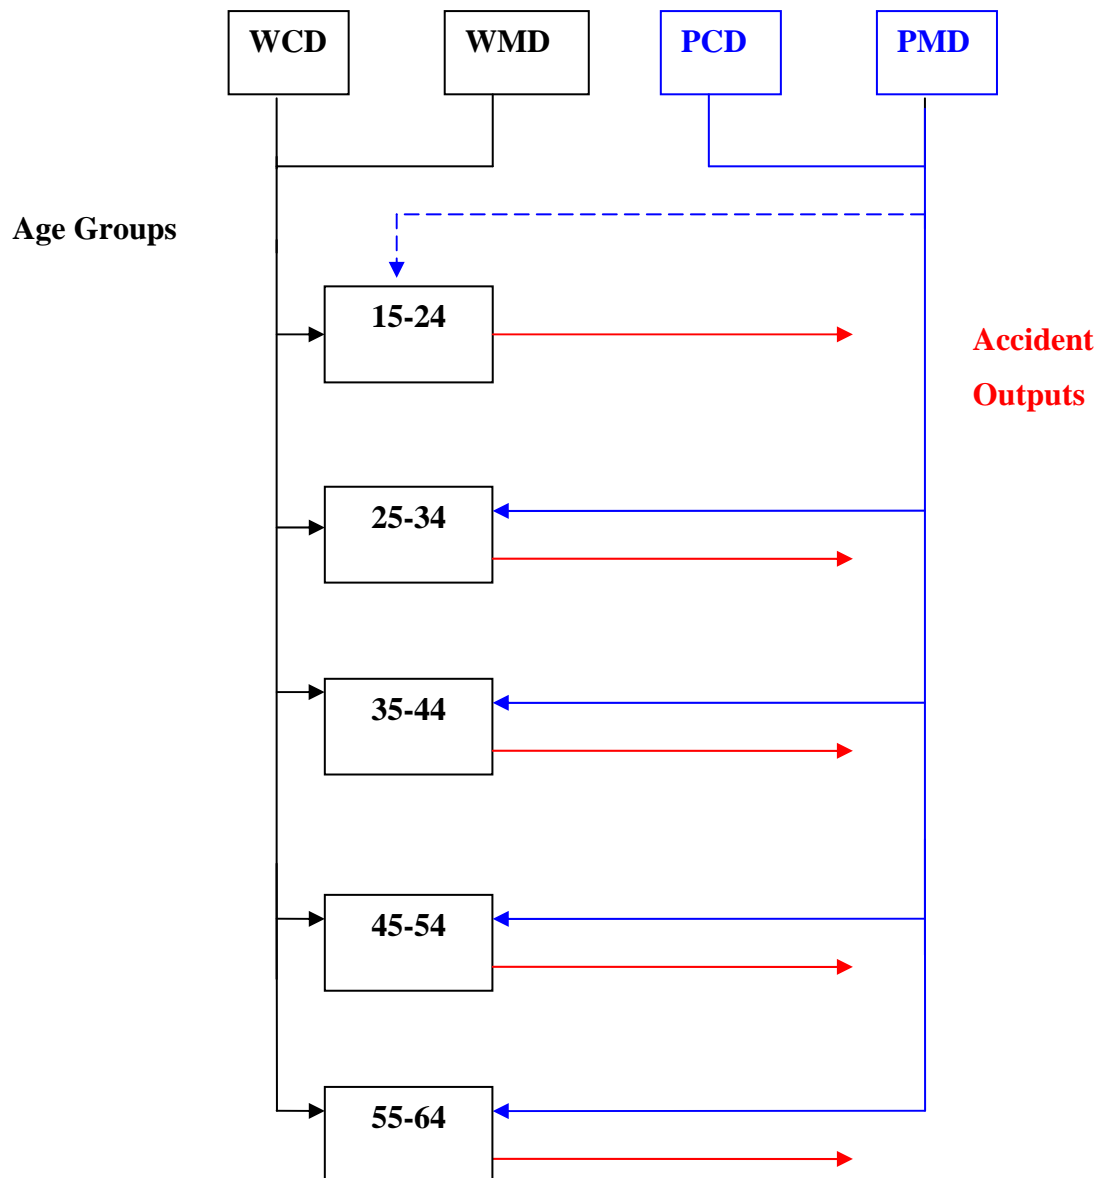 WCD
WMD
PCD
PMD
Age Groups
15-24
Accident
Outputs
25-34
35-44
45-54
55-64